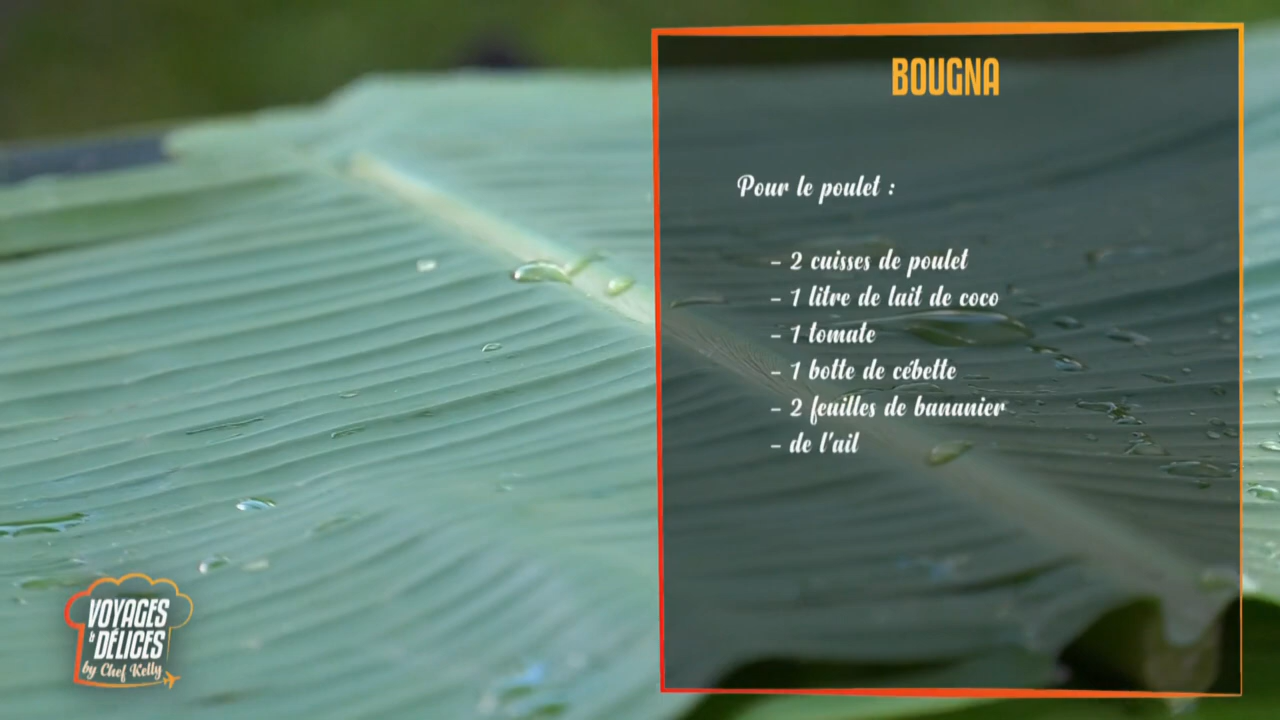 BOUGNA
Pour le poulet :
- 2 cuisses de poulet
- 1 litre de lait de coco
- 1 tomate
- 1 botte de cébette
- 2 feuilles de bananier
- de l'ail
VOYAGES
& DÉLICES
by Chef Kelly